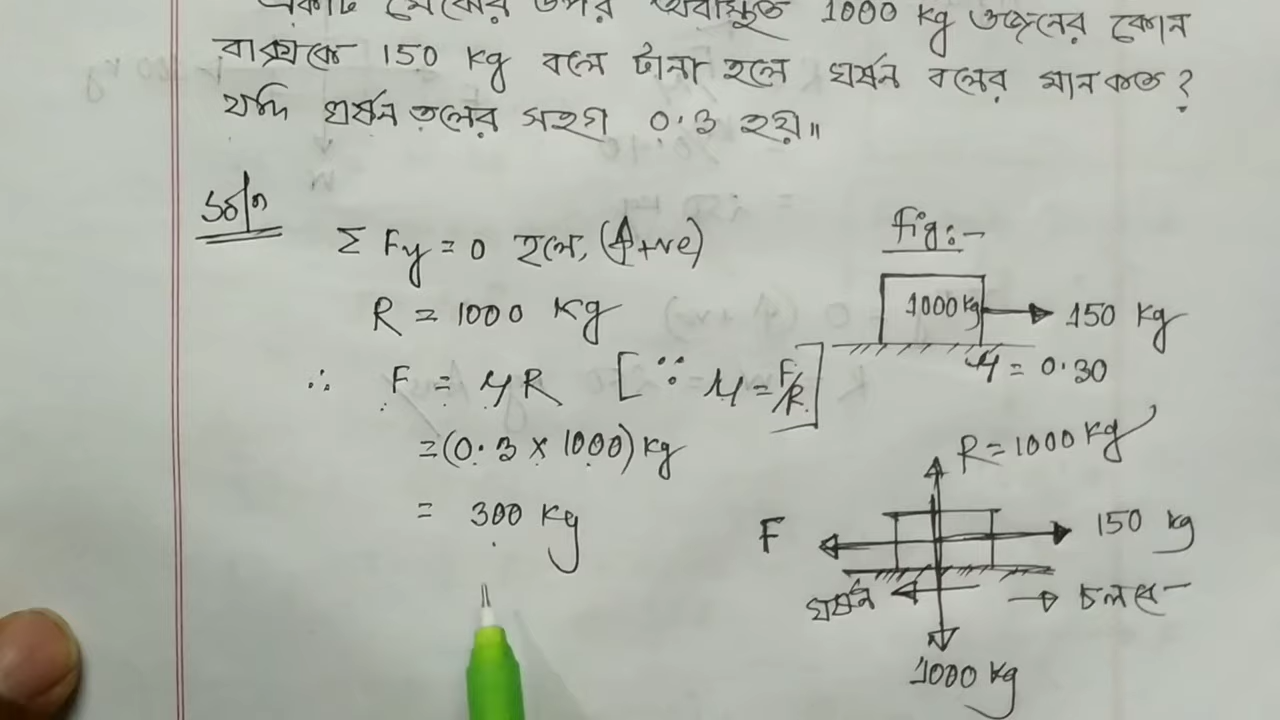 একটি মেঝের উপর অবস্থিত 1000 kg ওজনের কোন
বাক্সকে 150 kg বলে টানা হলে ঘর্ষন বলের মান কত?
যদি ঘর্ষন তলের সহগ 0.3 হয়॥
Solⁿ
Σ Fy = 0 হলে, (↑+ve)
R = 1000 Kg
∴ F = μR [∵ μ = F/R]
= (0.3 × 1000) kg
= 300 Kg
fig:-
1000 Kg
150 Kg
μ = 0.30
R = 1000 kg
F
150 kg
ঘর্ষন
চলন
1000 Kg